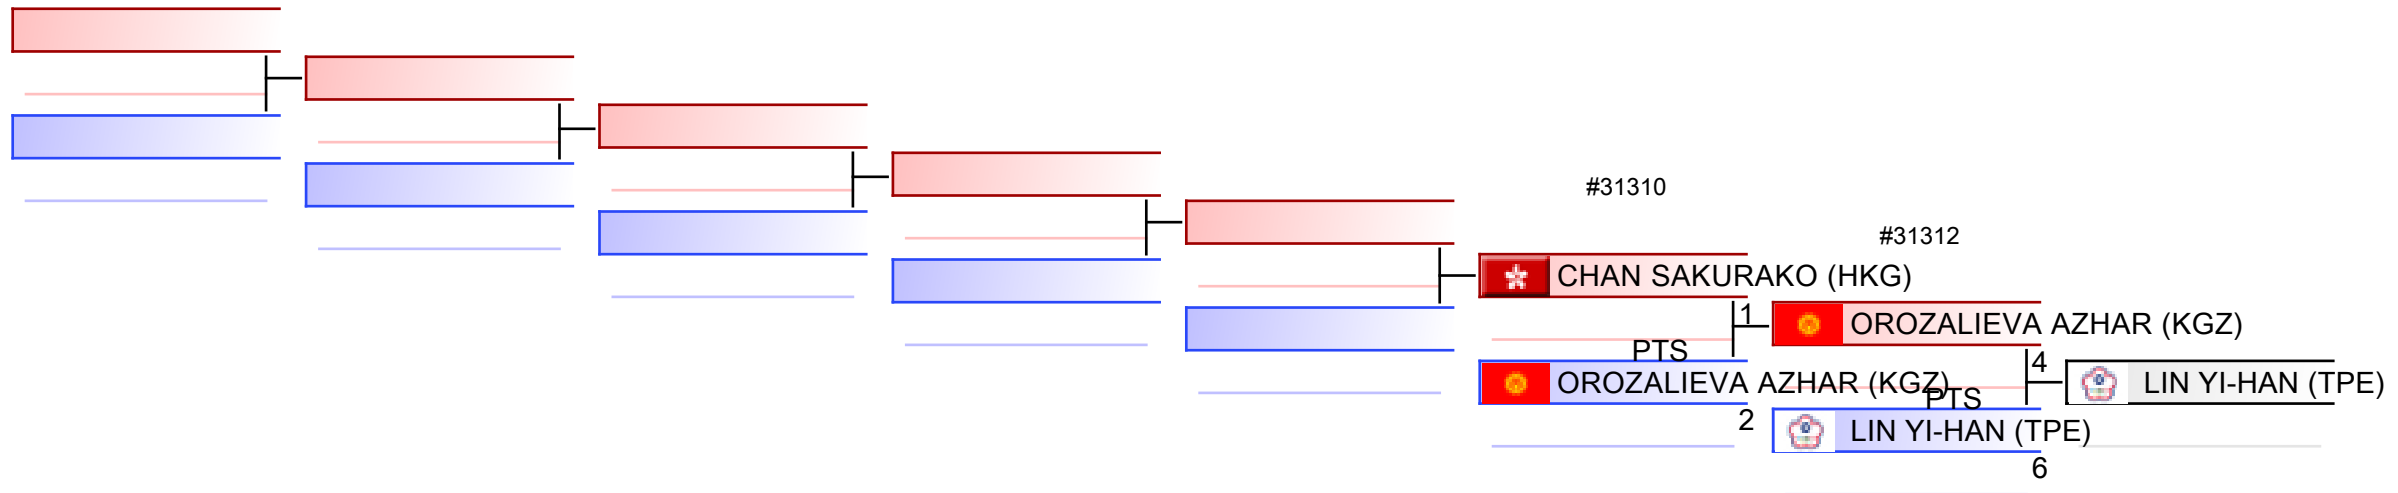 #31310
#31312
CHAN SAKURAKO (HKG)
1
OROZALIEVA AZHAR (KGZ)
PTS
OROZALIEVA AZHAR (KGZ)
4
LIN YI-HAN (TPE)
PTS
2
LIN YI-HAN (TPE)
6